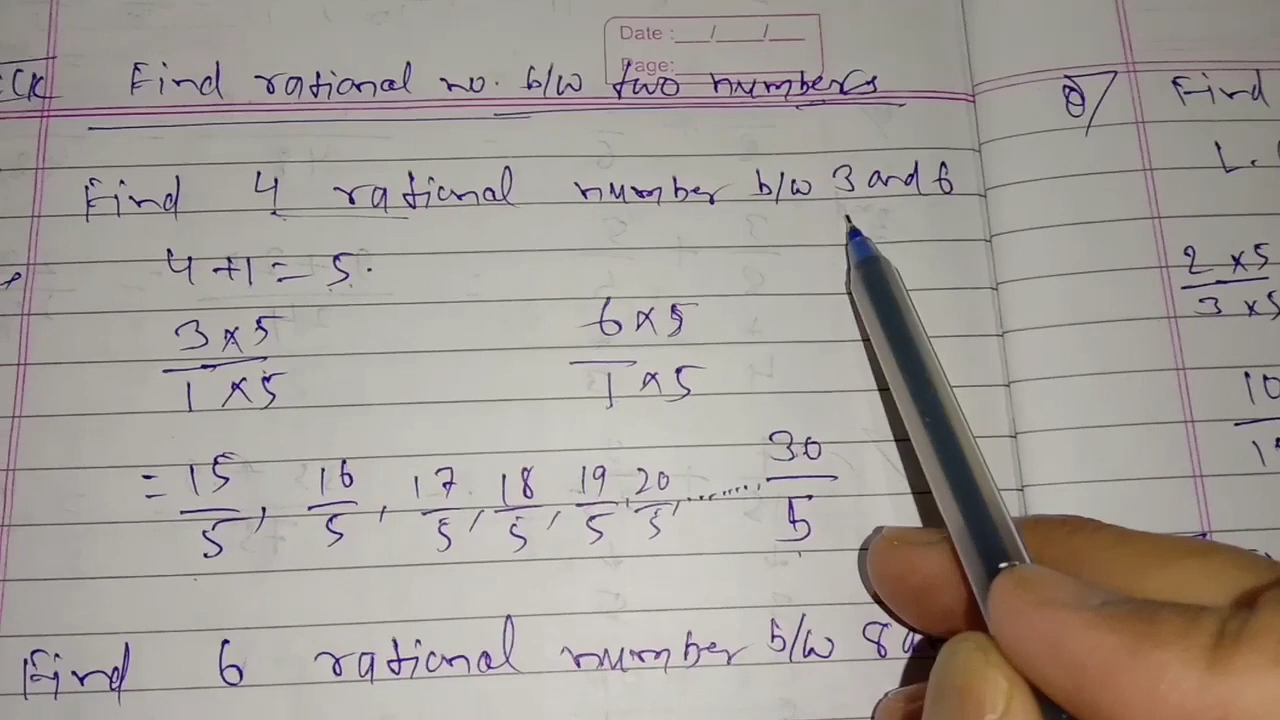 Date : __/__/__
Page:
Find rational no. b/w two numbers
Find 4 rational number b/w 3 and 6
4 + 1 = 5.
3 × 5 / 1 × 5    6 × 5 / 1 × 5
= 15/5, 16/5, 17/5, 18/5, 19/5, 20/5, ........ 30/5
Find 6 rational number b/w 8
Q/ Find
L.
2 × 5 / 3 × 5
10